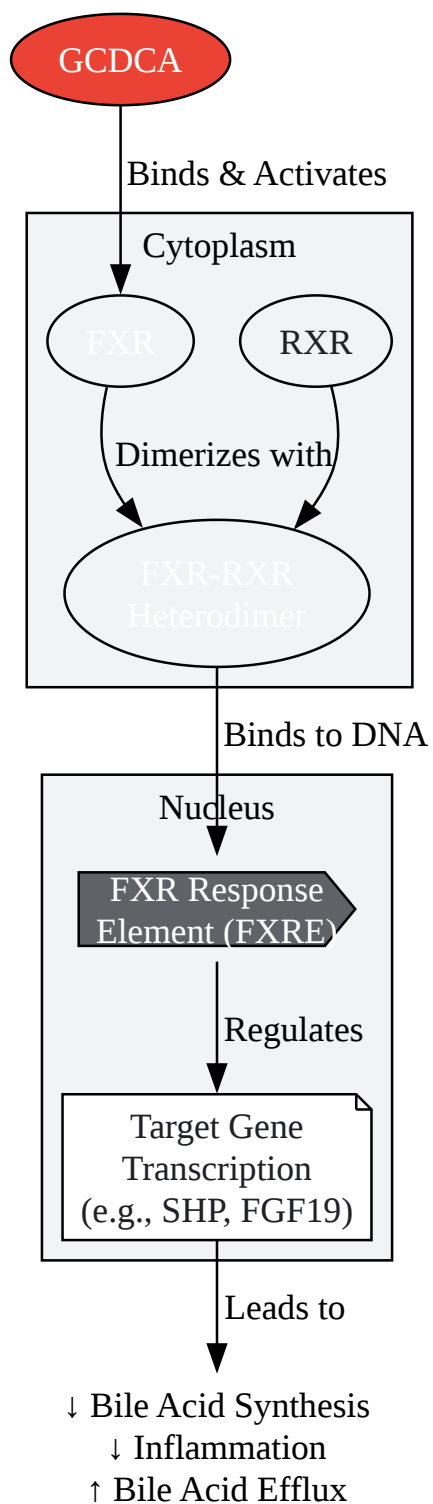 GCDCA
Binds & Activates
Cytoplasm
FXR
RXR
Dimerizes with
FXR-RXR
Heterodimer
Binds to DNA
Nucleus
FXR Response
Element (FXRE)
Regulates
Target Gene
Transcription
(e.g., SHP, FGF19)
Leads to
↓ Bile Acid Synthesis
↓ Inflammation
↑ Bile Acid Efflux